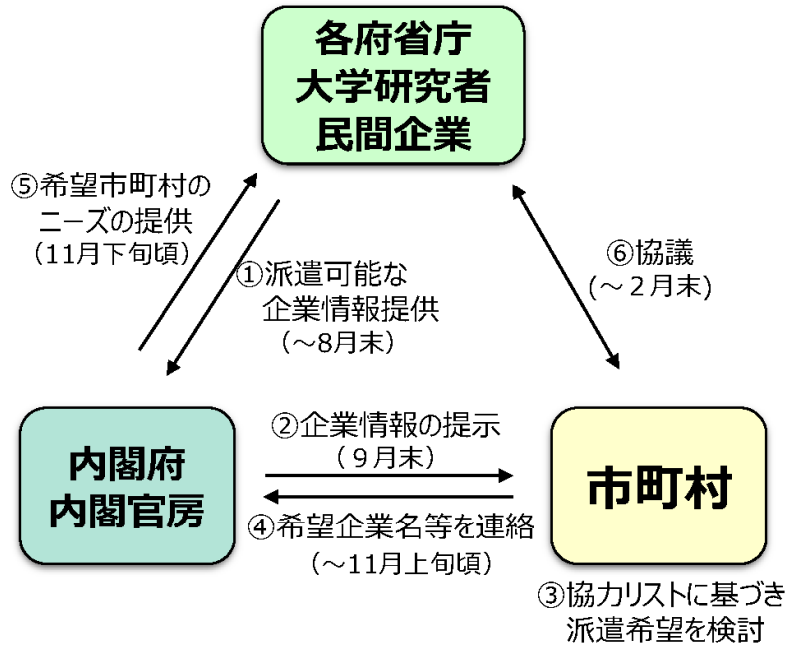 各府省庁
大学研究者
民間企業
⑤希望市町村の
ニーズの提供
（11月下旬頃）
①派遣可能な
企業情報提供
（～8月末）
⑥協議
(～２月末)
内閣府
内閣官房
②企業情報の提示
（９月末）
④希望企業名等を連絡
（～11月上旬頃）
市町村
③協力リストに基づき
派遣希望を検討